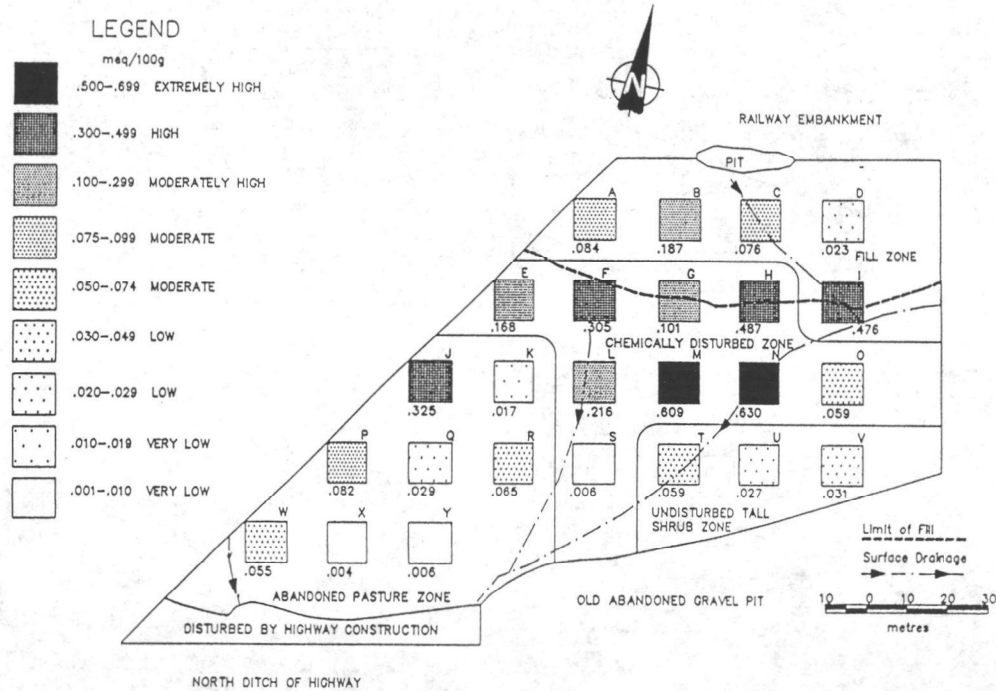 LEGEND
meq/100g
.500-.699 EXTREMELY HIGH
.300-.499 HIGH
.100-.299 MODERATELY HIGH
.075-.099 MODERATE
.050-.074 MODERATE
.030-.049 LOW
.020-.029 LOW
.010-.019 VERY LOW
.001-.010 VERY LOW
N
RAILWAY EMBANKMENT
PIT
A B C D
.084 .187 .076 .023
FILL ZONE
E F G H I
.168 .305 .101 .487 .476
CHEMICALLY DISTURBED ZONE
J K L M N O
.325 .017 .216 .609 .630 .059
P Q R S T U V
.082 .029 .065 .006 .059 .027 .031
UNDISTURBED TALL
SHRUB ZONE
W X Y
.055 .004 .006
ABANDONED PASTURE ZONE
DISTURBED BY HIGHWAY CONSTRUCTION
OLD ABANDONED GRAVEL PIT
NORTH DITCH OF HIGHWAY
Limit of Fill
Surface Drainage
10 0 10 20 30
metres